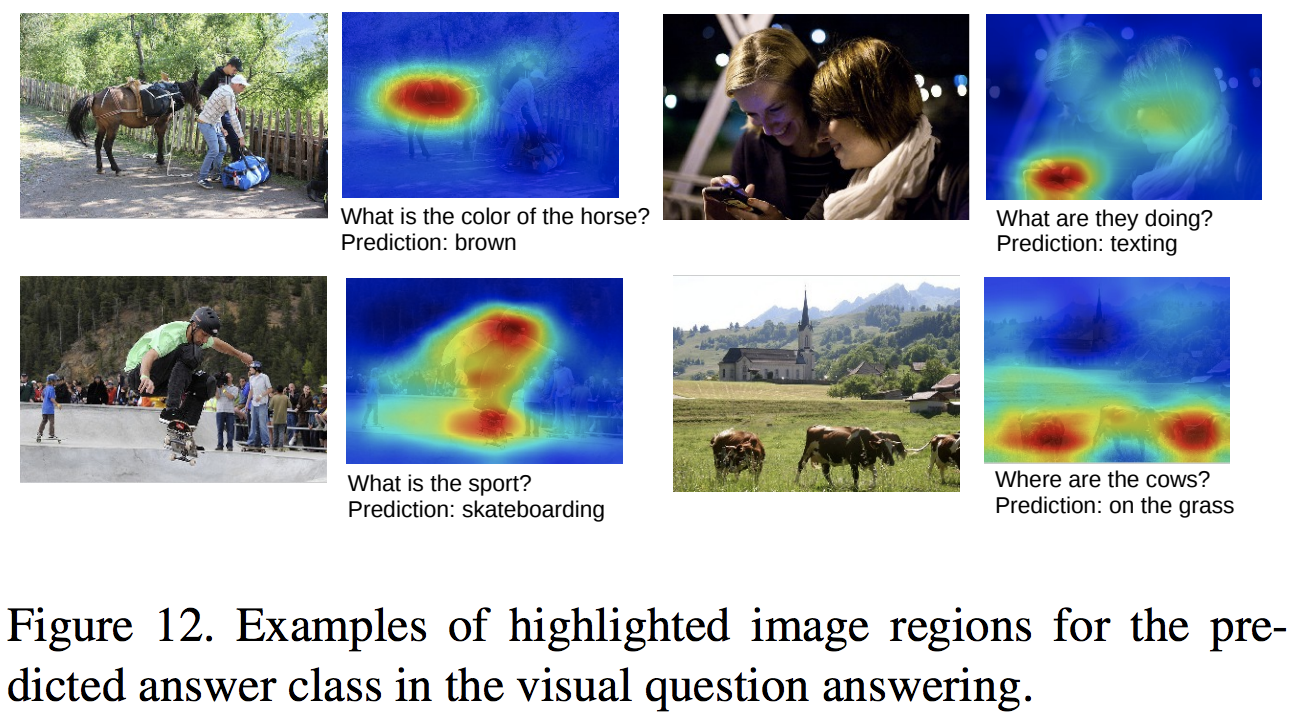 What is the color of the horse?
Prediction: brown
What are they doing?
Prediction: texting
What is the sport?
Prediction: skateboarding
Where are the cows?
Prediction: on the grass
Figure 12. Examples of highlighted image regions for the pre-
dicted answer class in the visual question answering.